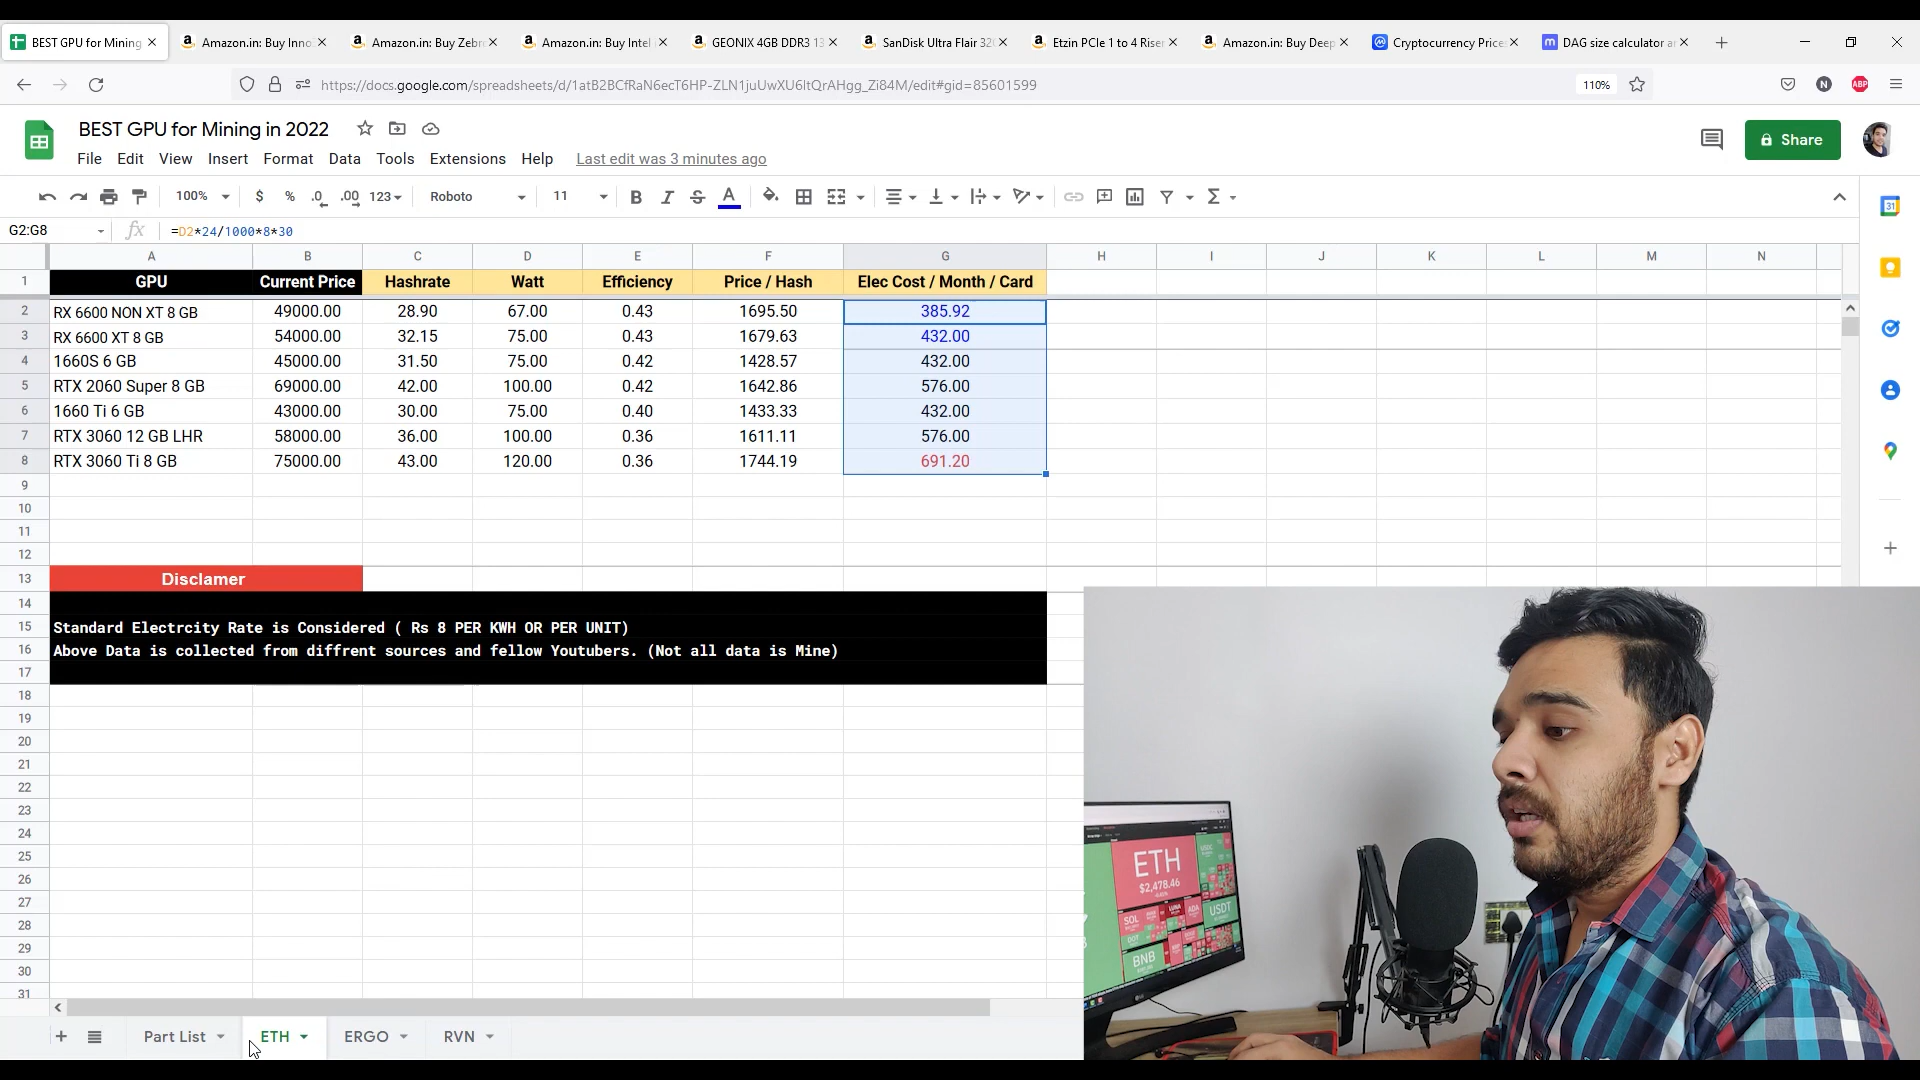 BEST GPU for Mining
Amazon.in: Buy Inno
Amazon.in: Buy Zebro
Amazon.in: Buy Intel
GEONIX 4GB DDR3 13
SanDisk Ultra Flair 32
Etzin PCIe 1 to 4 Riser
Amazon.in: Buy Deep
Cryptocurrency Price
DAG size calculator a
https://docs.google.com/spreadsheets/d/1atB2BCfRaN6ecT6HP-ZLN1juUwXU6ItQrAHgg_Zi84M/edit#gid=85601599
110%
N
ABP
BEST GPU for Mining in 2022
File Edit View Insert Format Data Tools Extensions Help Last edit was 3 minutes ago
Share
100% $ % .0 .00 123 Roboto 11 B I S A
31
G2:G8 fx =D2*24/1000*8*30
A B C D E F G H I J K L M N
1 GPU Current Price Hashrate Watt Efficiency Price / Hash Elec Cost / Month / Card
2 RX 6600 NON XT 8 GB 49000.00 28.90 67.00 0.43 1695.50 385.92
3 RX 6600 XT 8 GB 54000.00 32.15 75.00 0.43 1679.63 432.00
4 1660S 6 GB 45000.00 31.50 75.00 0.42 1428.57 432.00
5 RTX 2060 Super 8 GB 69000.00 42.00 100.00 0.42 1642.86 576.00
6 1660 Ti 6 GB 43000.00 30.00 75.00 0.40 1433.33 432.00
7 RTX 3060 12 GB LHR 58000.00 36.00 100.00 0.36 1611.11 576.00
8 RTX 3060 Ti 8 GB 75000.00 43.00 120.00 0.36 1744.19 691.20
9
10
11
12
13 Disclamer
14
15 Standard Electrcity Rate is Considered ( Rs 8 PER KWH OR PER UNIT)
16 Above Data is collected from diffrent sources and fellow Youtubers. (Not all data is Mine)
17
18
19
20
21
22
23
24
25
26
27
28
29
30
31
ETH
$2,478.46
SOL
LUNA
ADA
USDT
BNB
Part List ETH ERGO RVN